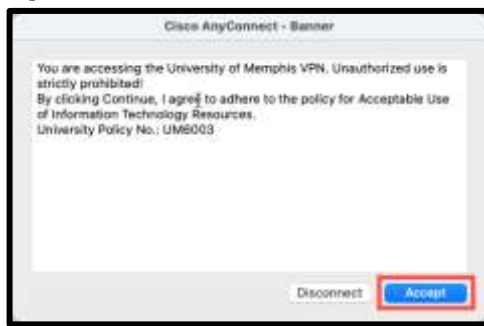 Cisco AnyConnect - Banner
You are accessing the University of Memphis VPN. Unauthorized use is
strictly prohibited!
By clicking Continue, I agree to adhere to the policy for Acceptable Use
of Information Technology Resources.
University Policy No.: UM6003
Disconnect
Accept